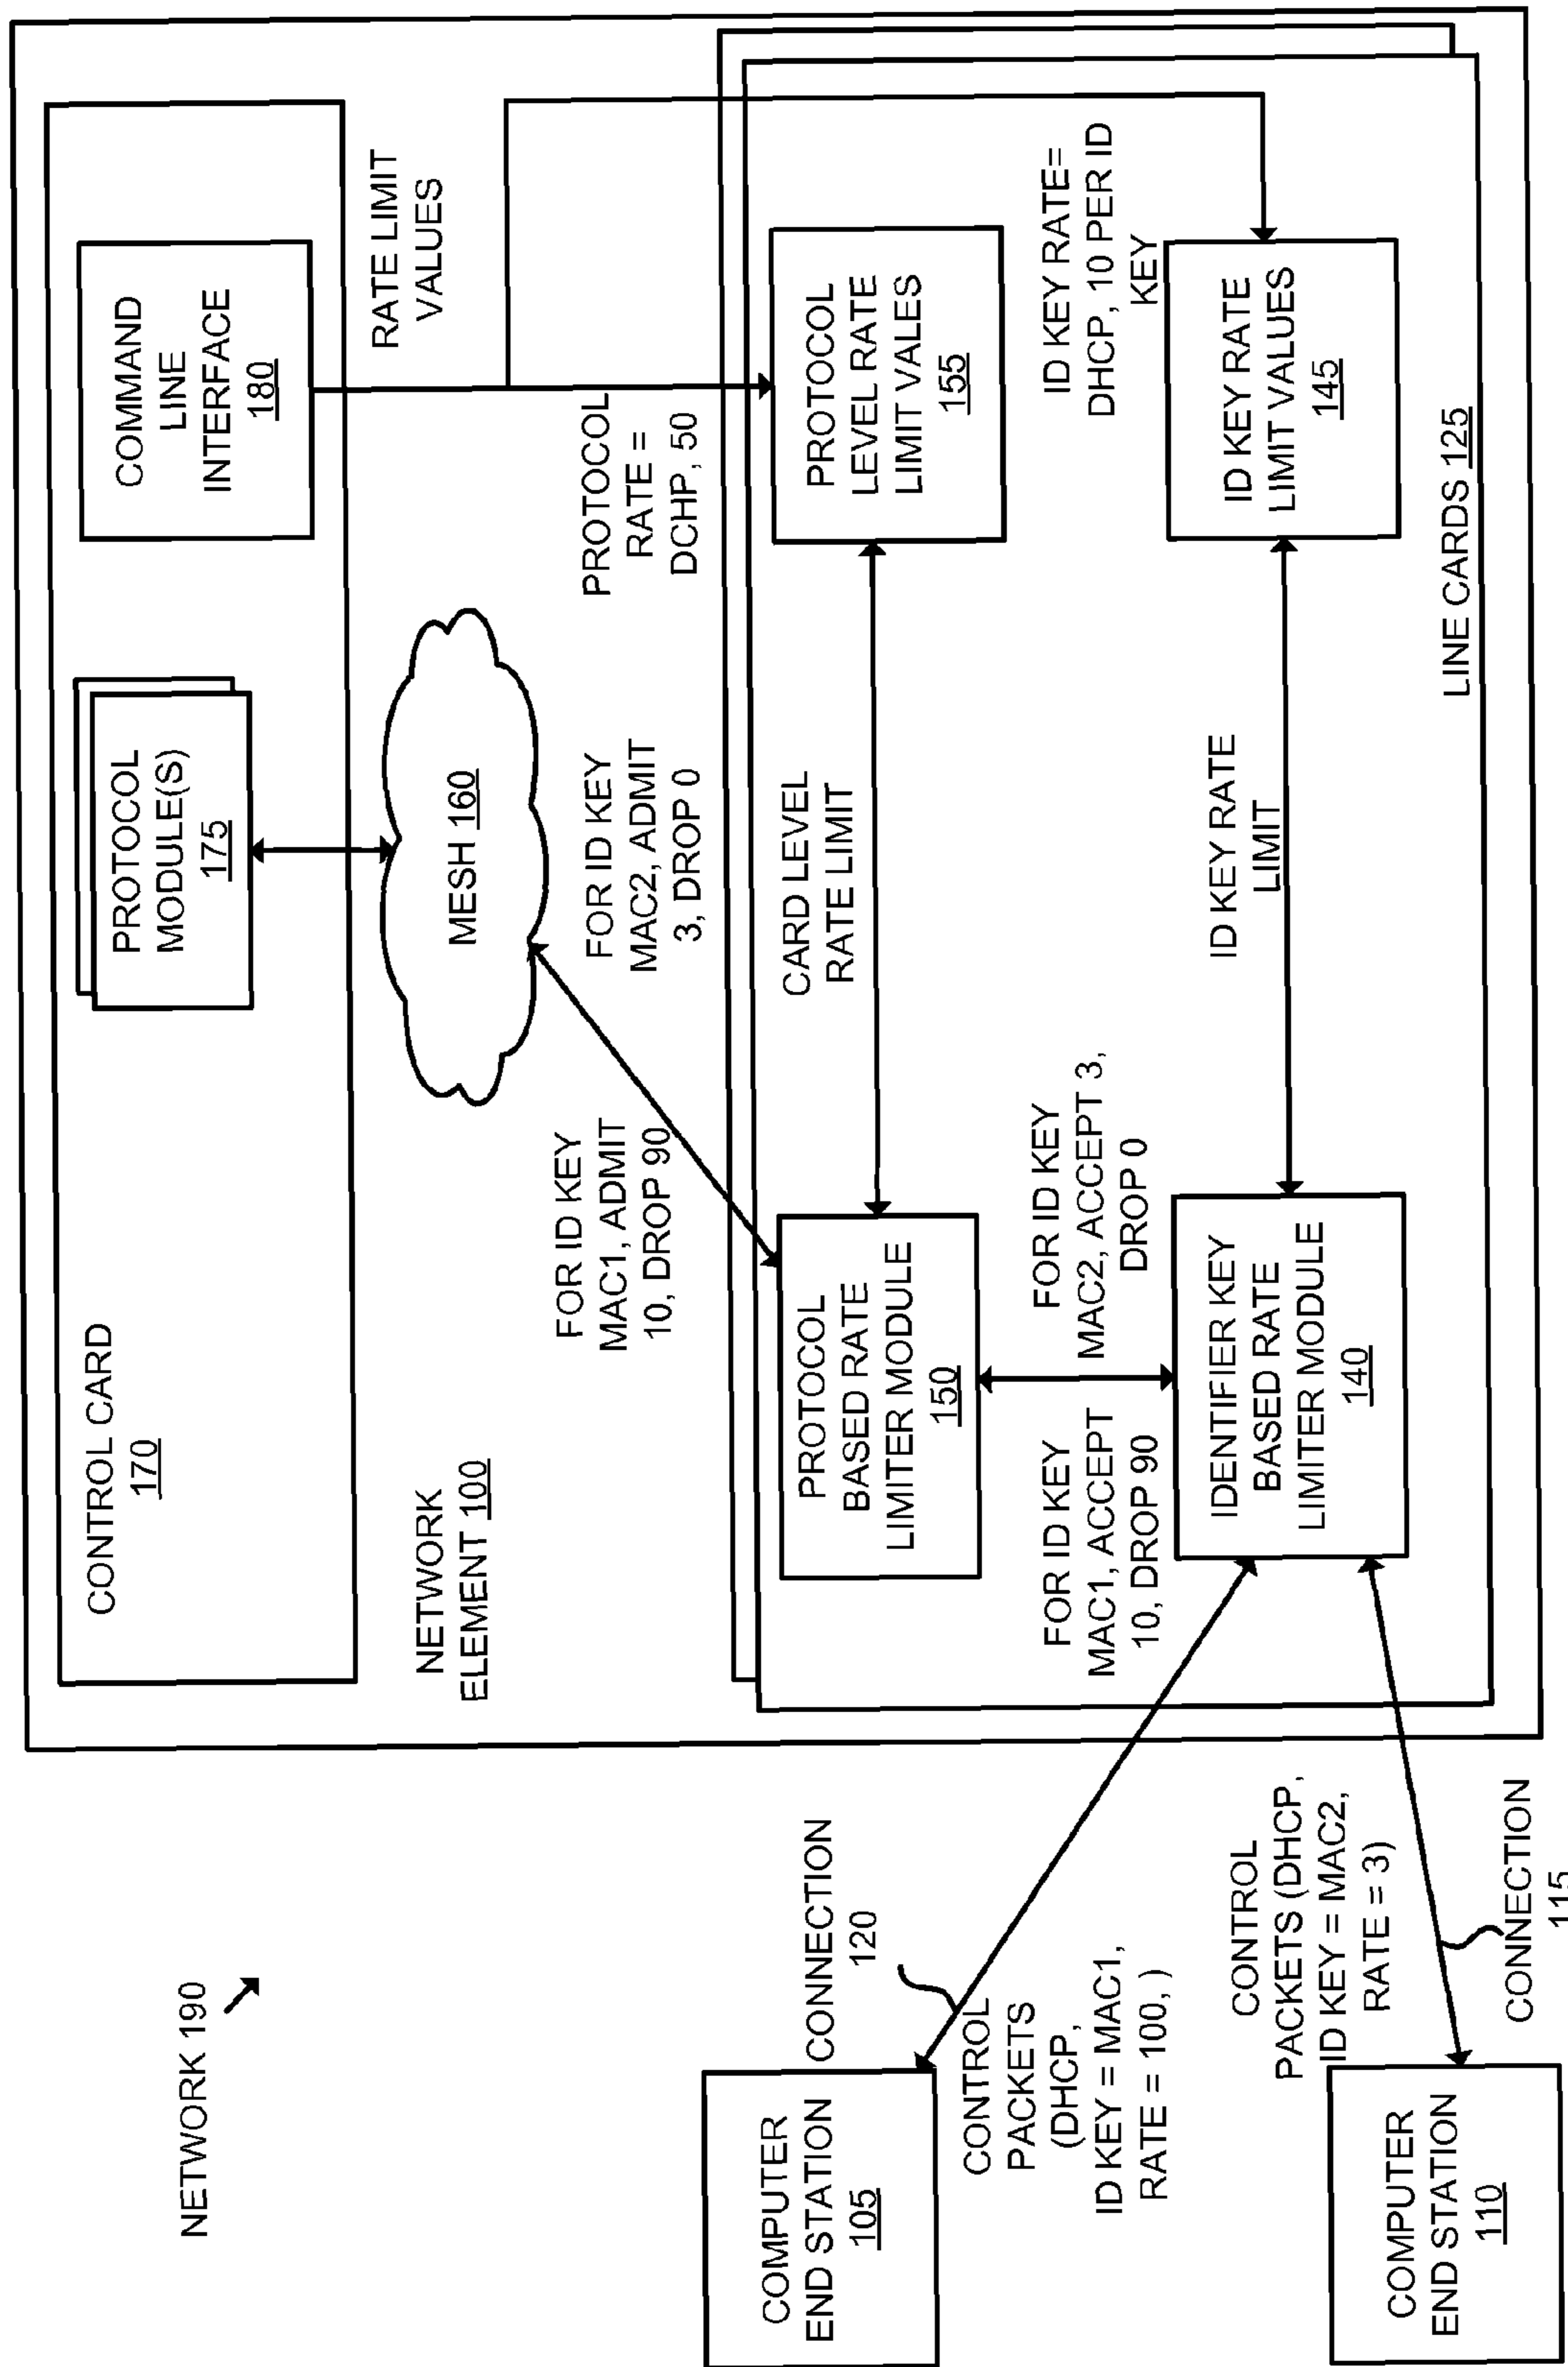 NETWORK 190
COMPUTER
END STATION
105
COMPUTER
END STATION
110
CONNECTION
120
CONTROL
PACKETS
(DHCP,
ID KEY = MAC1,
RATE = 100, )
CONTROL
PACKETS (DHCP,
ID KEY = MAC2,
RATE = 3)
CONNECTION
115
CONTROL CARD
170
PROTOCOL
MODULE(S)
175
COMMAND
LINE
INTERFACE
180
NETWORK
ELEMENT 100
MESH 160
RATE LIMIT
VALUES
FOR ID KEY
MAC1, ADMIT
10, DROP 90
FOR ID KEY
MAC2, ADMIT
3, DROP 0
PROTOCOL
RATE =
DCHP, 50
PROTOCOL
BASED RATE
LIMITER MODULE
150
CARD LEVEL
RATE LIMIT
PROTOCOL
LEVEL RATE
LIMIT VALES
155
FOR ID KEY
MAC1, ACCEPT
10, DROP 90
FOR ID KEY
MAC2, ACCEPT 3,
DROP 0
ID KEY RATE=
DHCP, 10 PER ID
KEY
IDENTIFIER KEY
BASED RATE
LIMITER MODULE
140
ID KEY RATE
LIMIT
ID KEY RATE
LIMIT VALUES
145
LINE CARDS 125